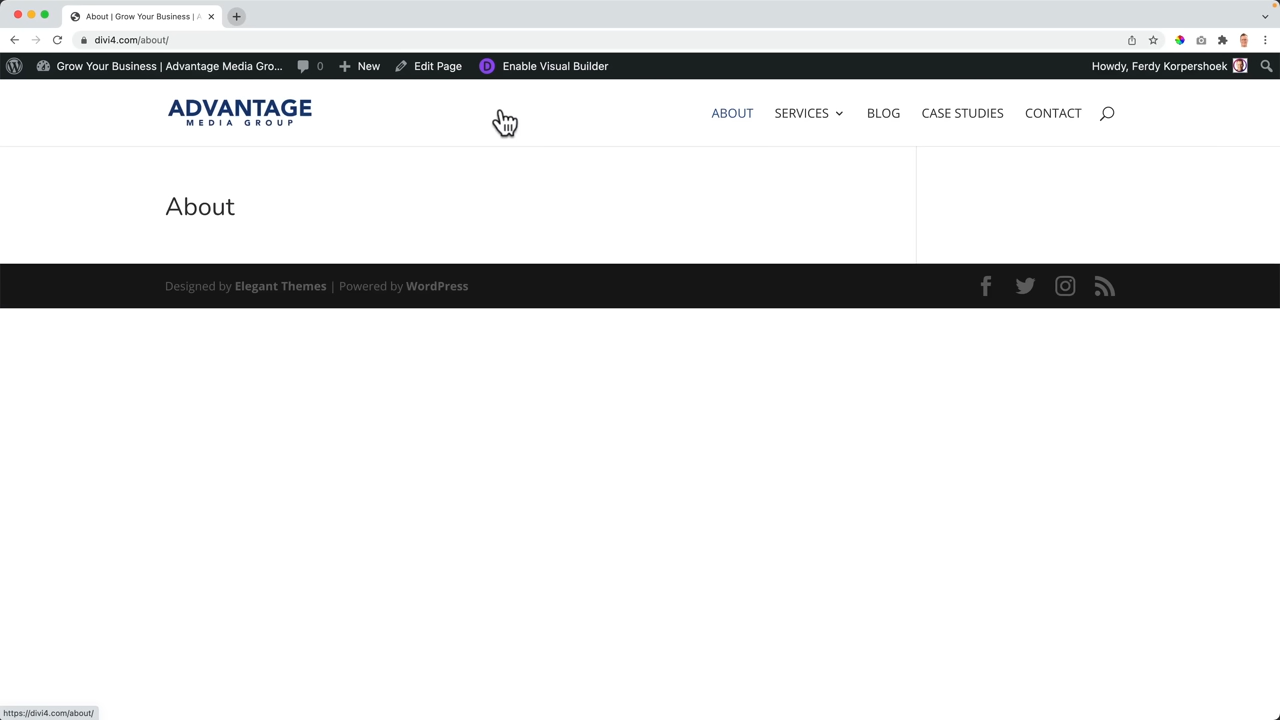 About | Grow Your Business | A
divi4.com/about/
Grow Your Business | Advantage Media Gro... 0 New Edit Page D Enable Visual Builder Howdy, Ferdy Korpershoek
ADVANTAGE
MEDIA GROUP
ABOUT SERVICES BLOG CASE STUDIES CONTACT
About
Designed by Elegant Themes | Powered by WordPress
https://divi4.com/about/